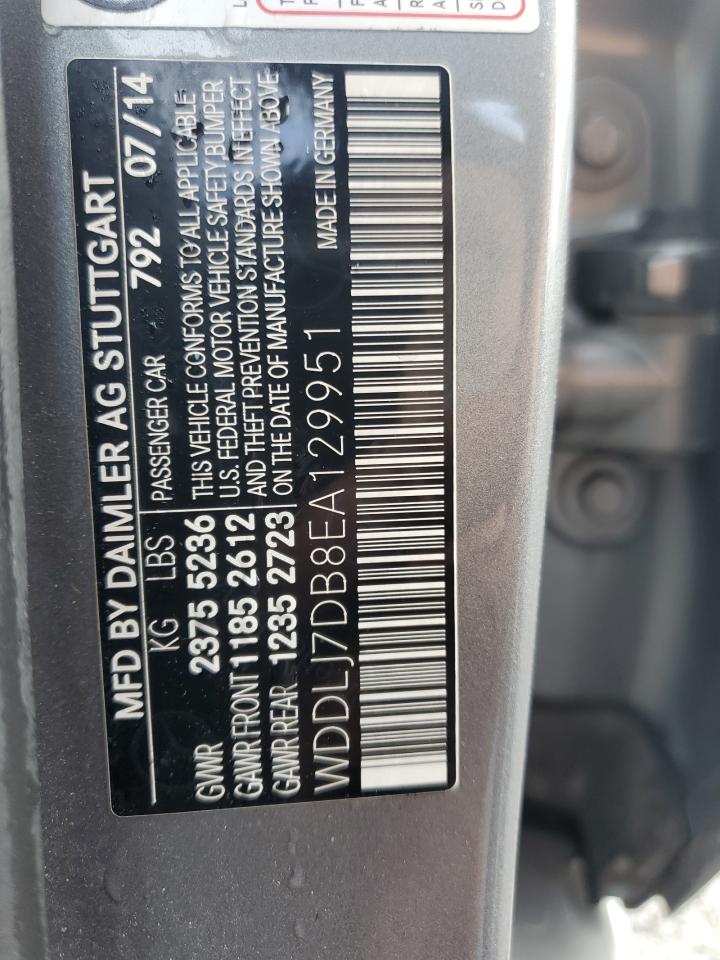 MFD BY DAIMLER AG STUTTGART
KG LBS PASSENGER CAR 792 07/14
GVWR 2375 5236 THIS VEHICLE CONFORMS TO ALL APPLICABLE
GAWR FRONT 1185 2612 U.S. FEDERAL MOTOR VEHICLE SAFETY BUMPER
GAWR REAR 1235 2723 AND THEFT PREVENTION STANDARDS IN EFFECT
ON THE DATE OF MANUFACTURE SHOWN ABOVE:
WDDLJ7DB8EA129951 MADE IN GERMANY